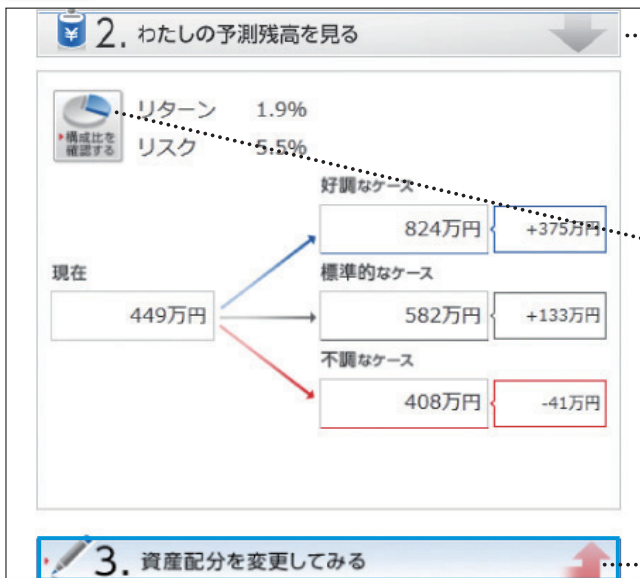 ¥ 2. わたしの予測残高を見る
リターン 1.9%
構成比を
確認する
リスク 5.5%
好調なケース
824万円 +375万円
現在
標準的なケース
449万円
582万円 +133万円
不調なケース
408万円 -41万円
3. 資産配分を変更してみる